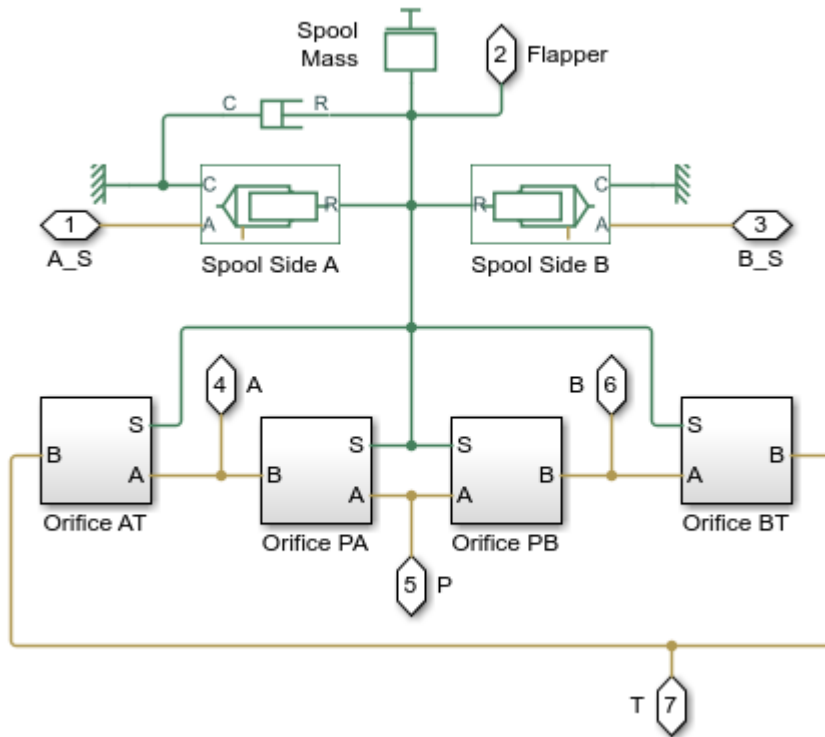 Spool
Mass
2 Flapper
C R
C R R C
1 A A 3
A_S Spool Side A Spool Side B B_S
4 A B 6
S S S S
B A B A A B A B
Orifice AT Orifice PA Orifice PB Orifice BT
5 P
T 7